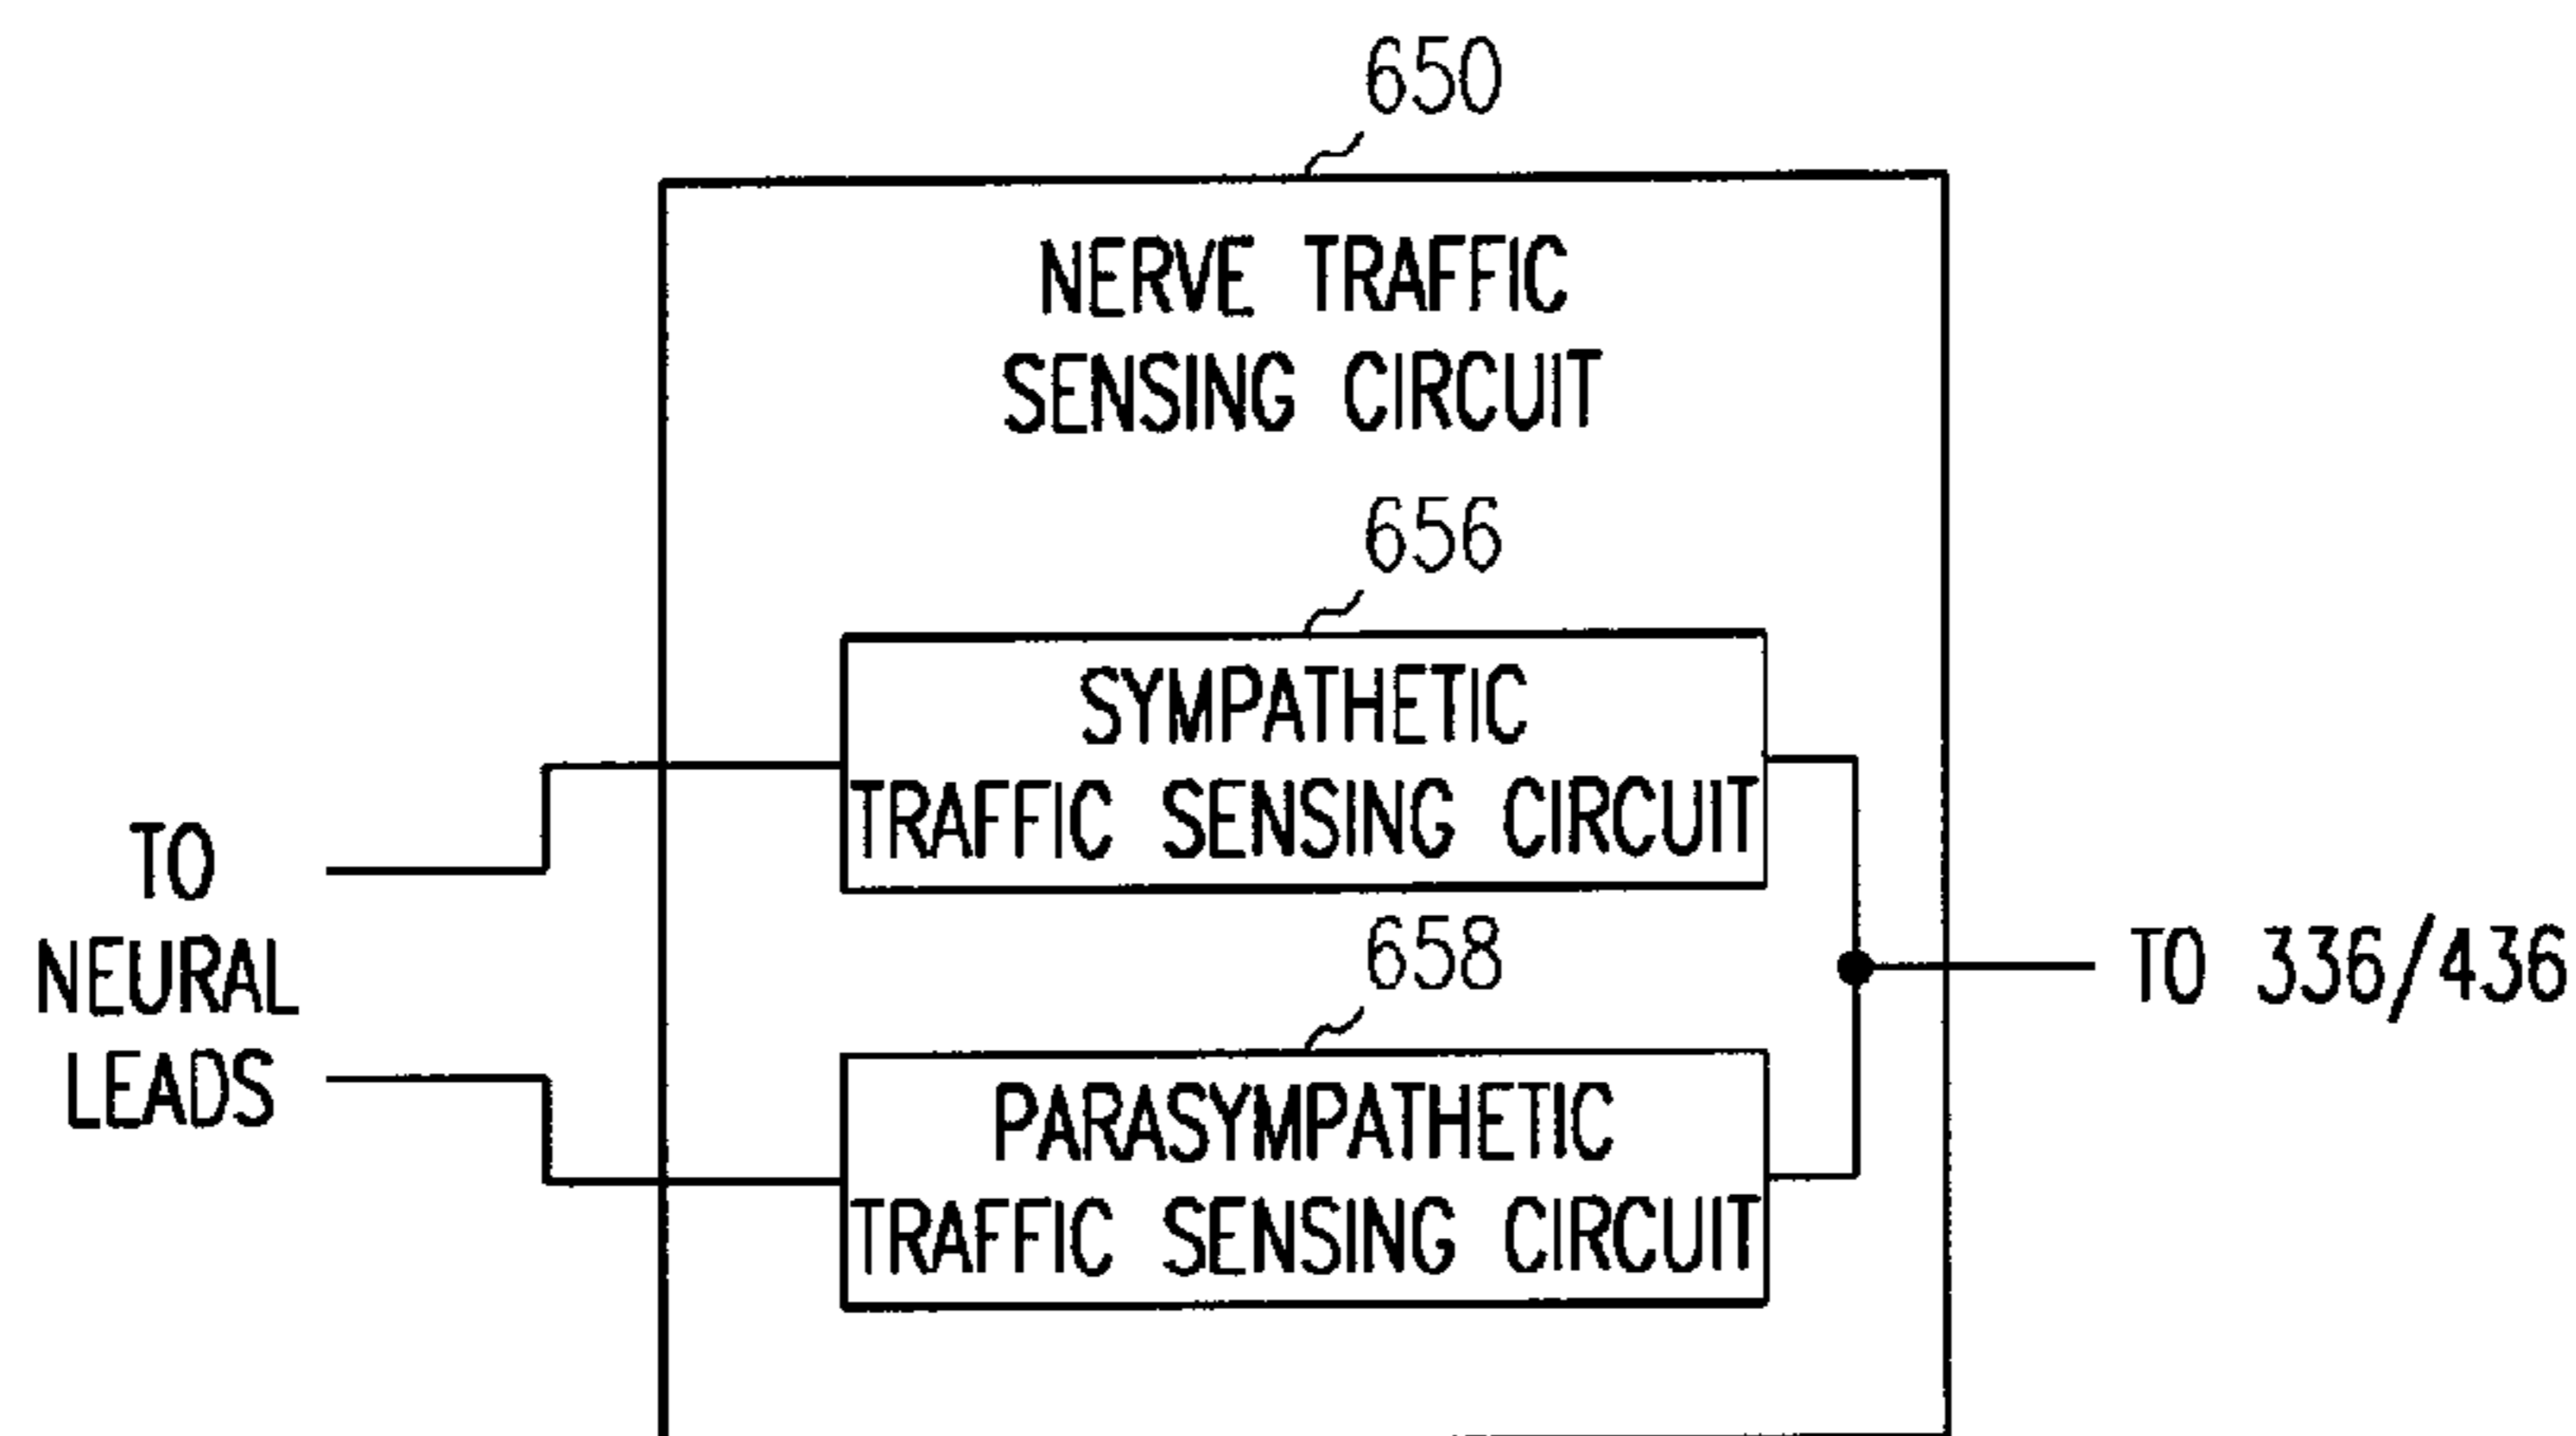 650
NERVE TRAFFIC
SENSING CIRCUIT
656
SYMPATHETIC
TRAFFIC SENSING CIRCUIT
TO
NEURAL
LEADS
658
TO 336/436
PARASYMPATHETIC
TRAFFIC SENSING CIRCUIT